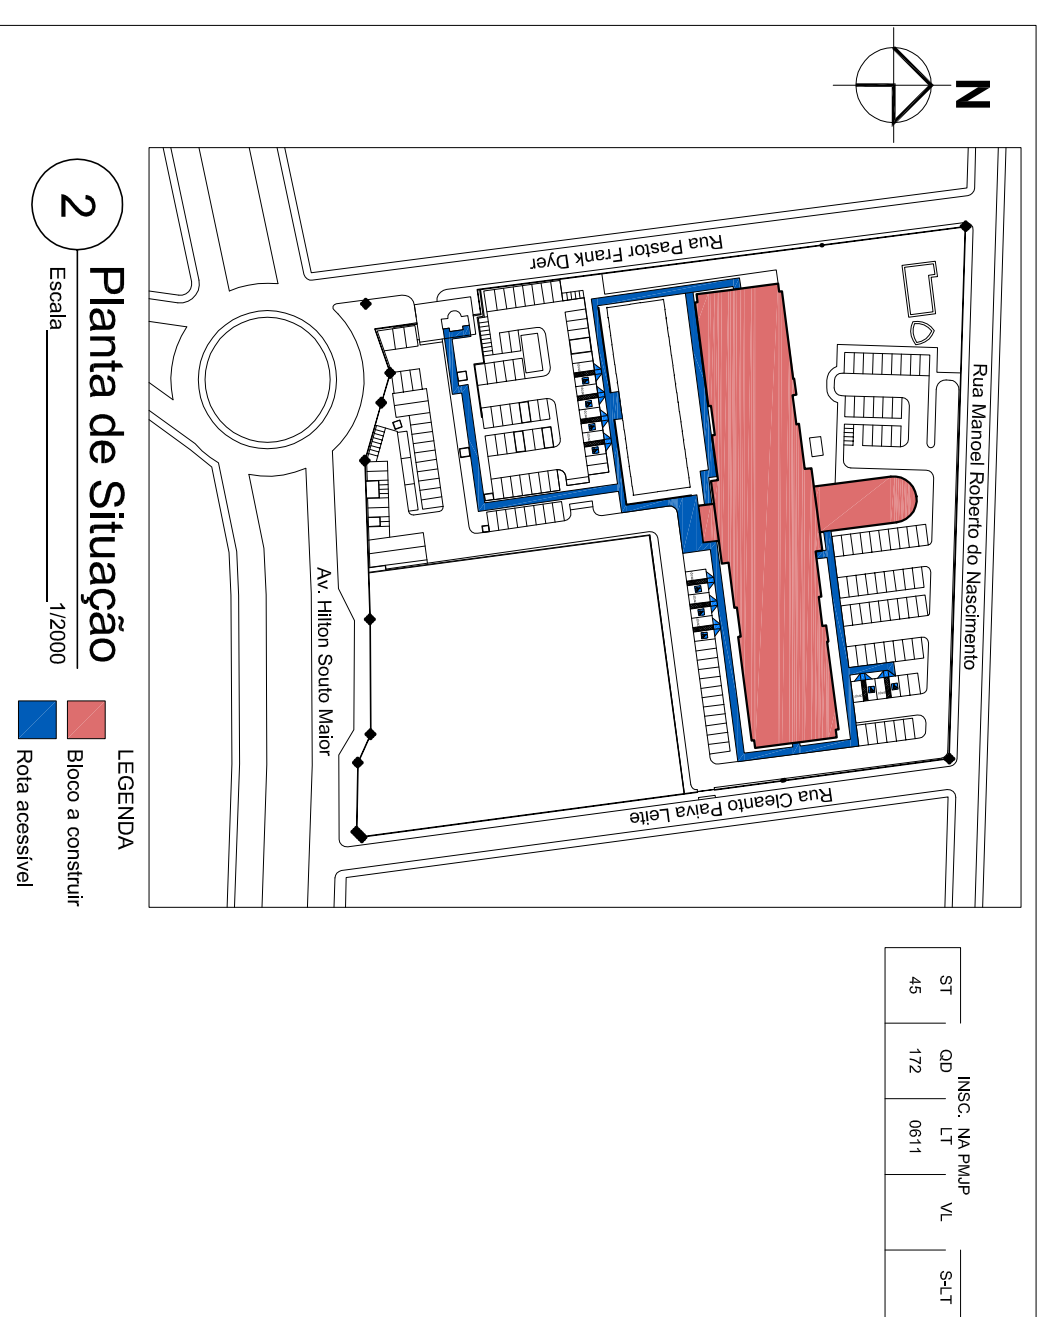 N
Rua Manoel Roberto do Nascimento
Rua Pastor Frank Dyer
Rua Cleanto Paiva Leite
Av. Hilton Souto Maior
2
Planta de Situação
Escala 1/2000
LEGENDA
Bloco a construir
Rota acessível
INSC. NA PMJP
ST QD LT VL S-LT
45 172 0611